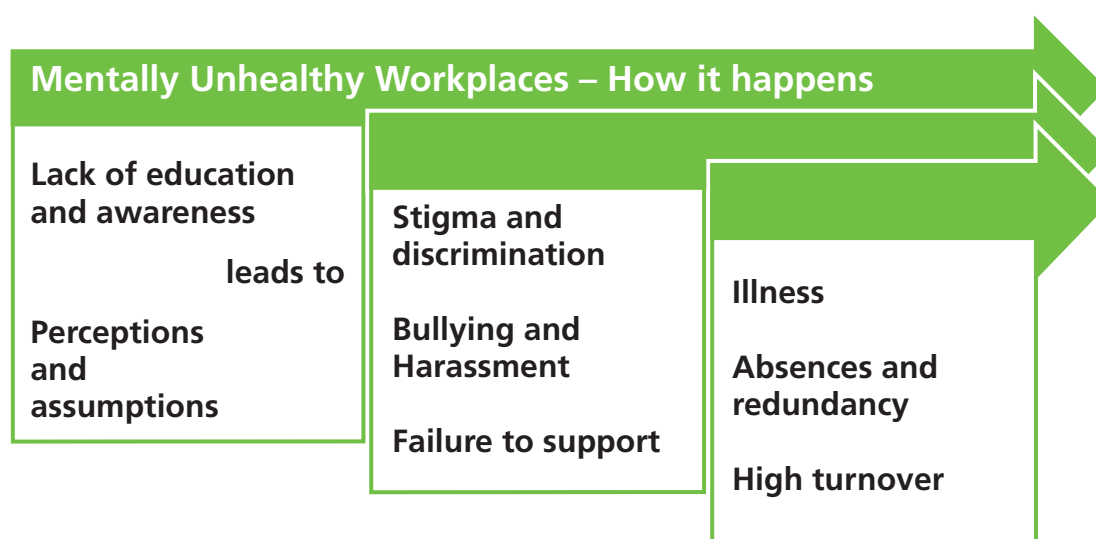 Mentally Unhealthy Workplaces – How it happens
Lack of education
and awareness
leads to
Perceptions
and
assumptions
Stigma and
discrimination
Bullying and
Harassment
Failure to support
Illness
Absences and
redundancy
High turnover